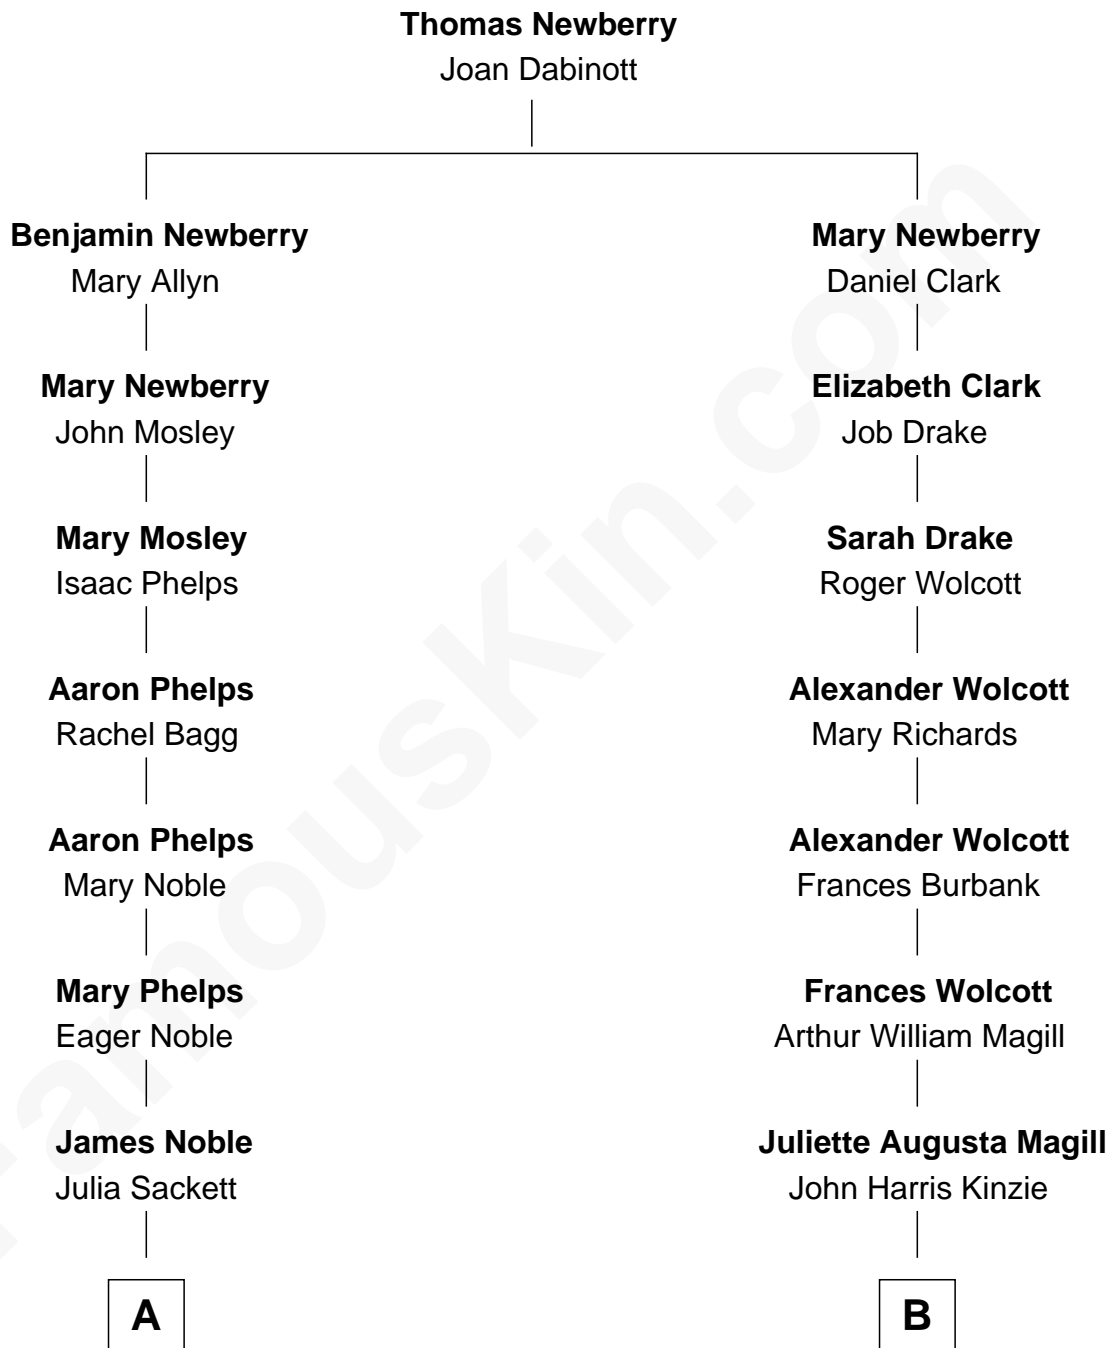 Thomas Newberry
Joan Dabinott
Benjamin Newberry
Mary Allyn
Mary Newberry
Daniel Clark
Mary Newberry
John Mosley
Elizabeth Clark
Job Drake
Mary Mosley
Isaac Phelps
Sarah Drake
Roger Wolcott
Aaron Phelps
Rachel Bagg
Alexander Wolcott
Mary Richards
Aaron Phelps
Mary Noble
Alexander Wolcott
Frances Burbank
Mary Phelps
Eager Noble
Frances Wolcott
Arthur William Magill
James Noble
Julia Sackett
Juliette Augusta Magill
John Harris Kinzie
A
B
FamousKin.com